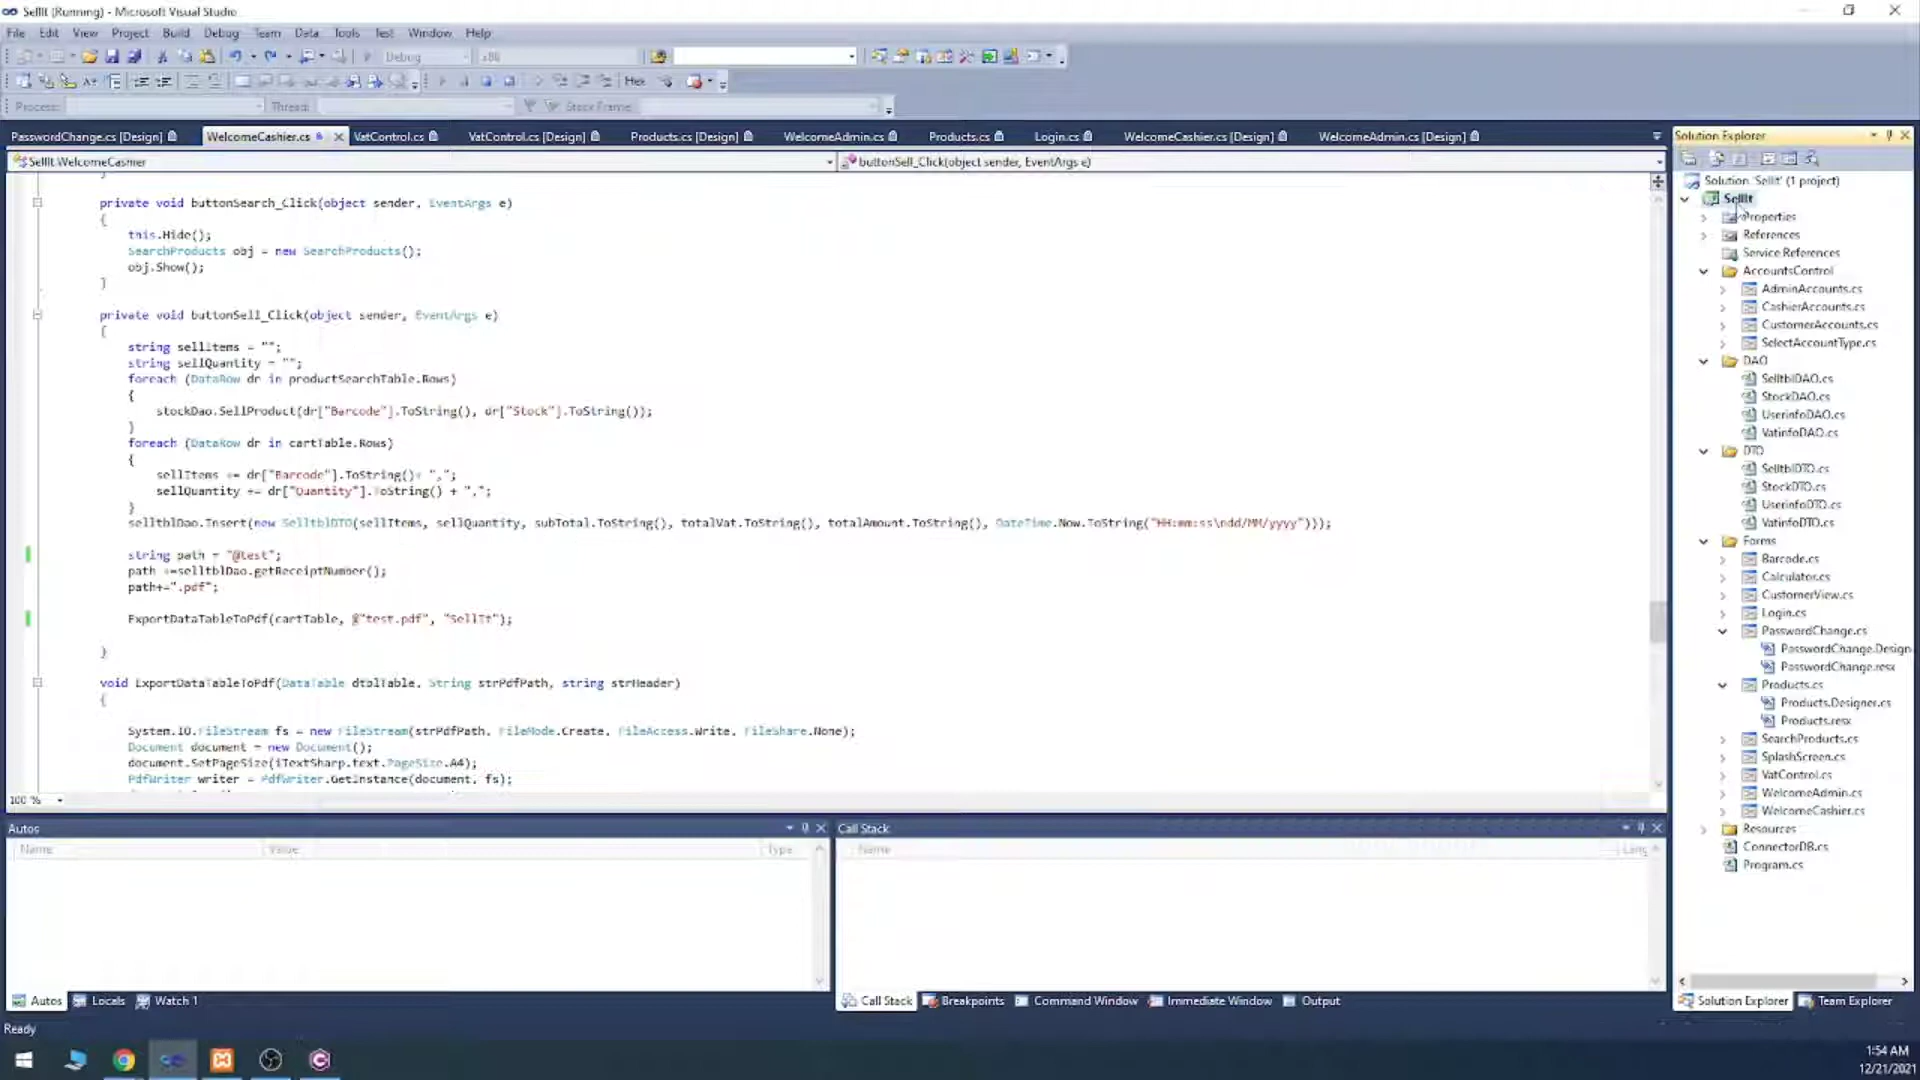 SellIt (Running) - Microsoft Visual Studio
File Edit View Project Build Debug Team Data Tools Test Window Help
Debug x86
Hex
Process: Thread: Stack Frame:
PasswordChange.cs [Design] WelcomeCashier.cs VatControl.cs VatControl.cs [Design] Products.cs [Design] WelcomeAdmin.cs Products.cs Login.cs WelcomeCashier.cs [Design] WelcomeAdmin.cs [Design]
SellIt.WelcomeCashier buttonSell_Click(object sender, EventArgs e)
}
private void buttonSearch_Click(object sender, EventArgs e)
{
this.Hide();
SearchProducts obj = new SearchProducts();
obj.Show();
}
private void buttonSell_Click(object sender, EventArgs e)
{
string sellItems = "";
string sellQuantity = "";
foreach (DataRow dr in productSearchTable.Rows)
{
stockDao.SellProduct(dr["Barcode"].ToString(), dr["Stock"].ToString());
}
foreach (DataRow dr in cartTable.Rows)
{
sellItems += dr["Barcode"].ToString()+ ",";
sellQuantity += dr["Quantity"].ToString() + ",";
}
selltblDao.Insert(new SelltblDTO(sellItems, sellQuantity, subTotal.ToString(), totalVat.ToString(), totalAmount.ToString(), DateTime.Now.ToString("HH:mm:ss\ndd/MM/yyyy")));
string path = "@test";
path +=selltblDao.getReceiptNumber();
path+=".pdf";
ExportDataTableToPdf(cartTable, @"test.pdf", "SellIt");
}
void ExportDataTableToPdf(DataTable dtblTable, String strPdfPath, string strHeader)
{
System.IO.FileStream fs = new FileStream(strPdfPath, FileMode.Create, FileAccess.Write, FileShare.None);
Document document = new Document();
document.SetPageSize(iTextSharp.text.PageSize.A4);
PdfWriter writer = PdfWriter.GetInstance(document, fs);
100 %
Autos
Name Value Type
Autos Locals Watch 1
Call Stack
Name Lang
Call Stack Breakpoints Command Window Immediate Window Output
Solution Explorer
Solution 'SellIt' (1 project)
SellIt
Properties
References
Service References
AccountsControl
AdminAccounts.cs
CashierAccounts.cs
CustomerAccounts.cs
SelectAccountType.cs
DAO
SelltblDAO.cs
StockDAO.cs
UserinfoDAO.cs
VatinfoDAO.cs
DTO
SelltblDTO.cs
StockDTO.cs
UserinfoDTO.cs
VatinfoDTO.cs
Forms
Barcode.cs
Calculator.cs
CustomerView.cs
Login.cs
PasswordChange.cs
PasswordChange.Design
PasswordChange.resx
Products.cs
Products.Designer.cs
Products.resx
SearchProducts.cs
SplashScreen.cs
VatControl.cs
WelcomeAdmin.cs
WelcomeCashier.cs
Resources
ConnectorDB.cs
Program.cs
Solution Explorer Team Explorer
Ready
1:54 AM
12/21/2021